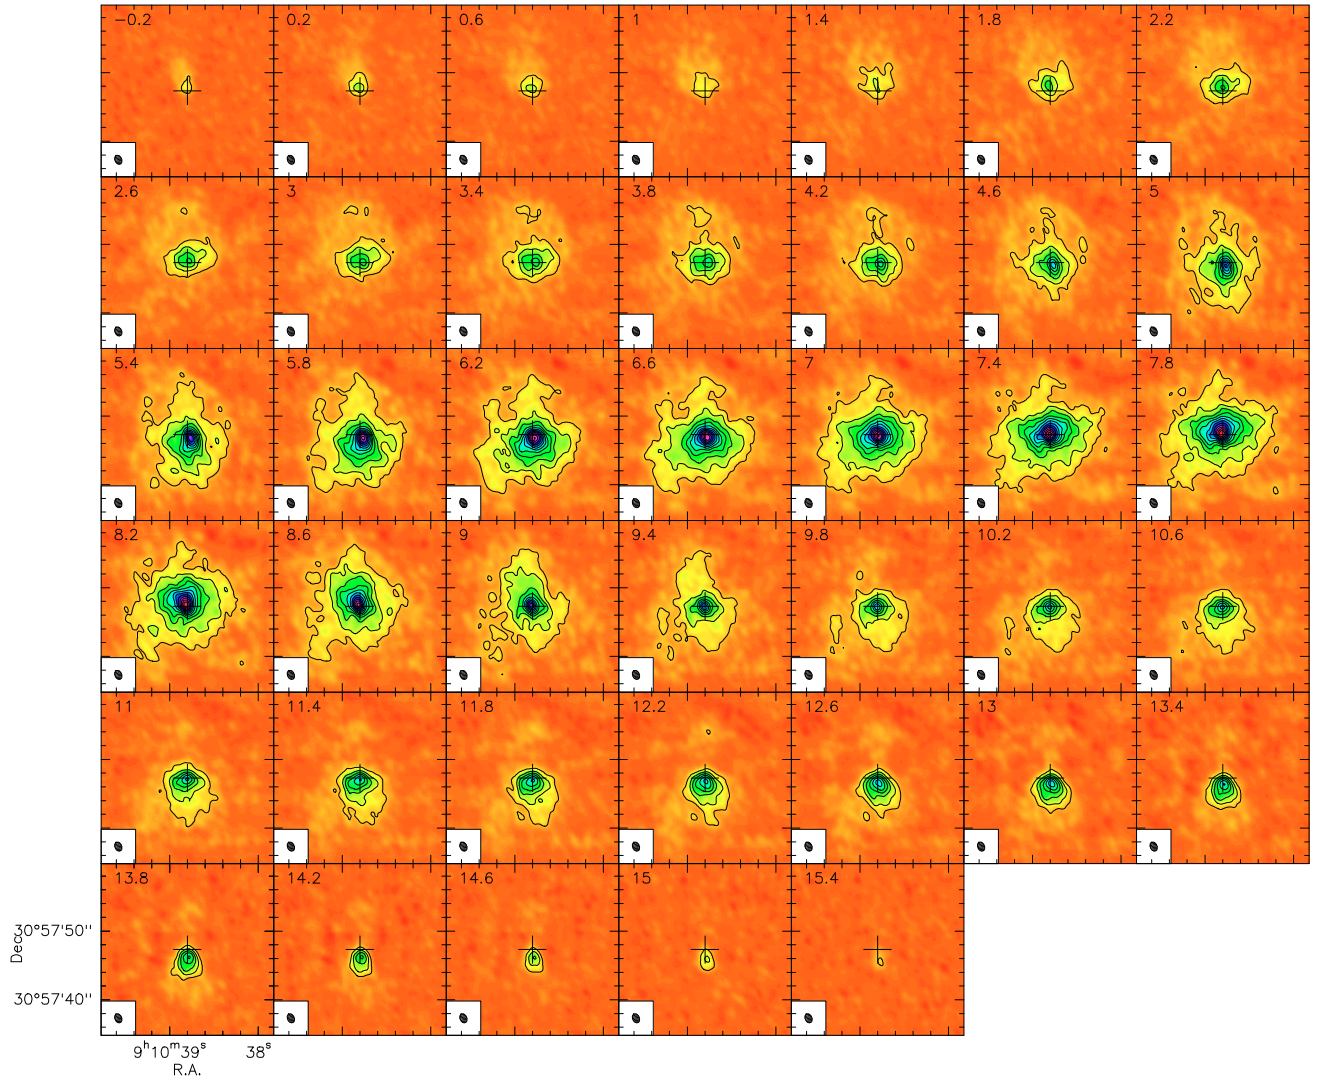 -0.2 0.2 0.6 1 1.4 1.8 2.2
2.6 3 3.4 3.8 4.2 4.6 5
5.4 5.8 6.2 6.6 7 7.4 7.8
8.2 8.6 9 9.4 9.8 10.2 10.6
11 11.4 11.8 12.2 12.6 13 13.4
13.8 14.2 14.6 15 15.4
30°57'50"
Dec.
30°57'40"
9ʰ10ᵐ39ˢ 38ˢ
R.A.